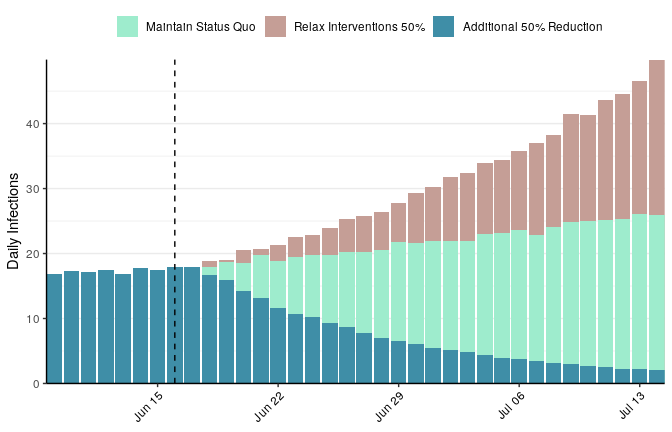 Maintain Status Quo Relax Interventions 50% Additional 50% Reduction
Daily Infections
40
30
20
10
0
Jun 15 Jun 22 Jun 29 Jul 06 Jul 13